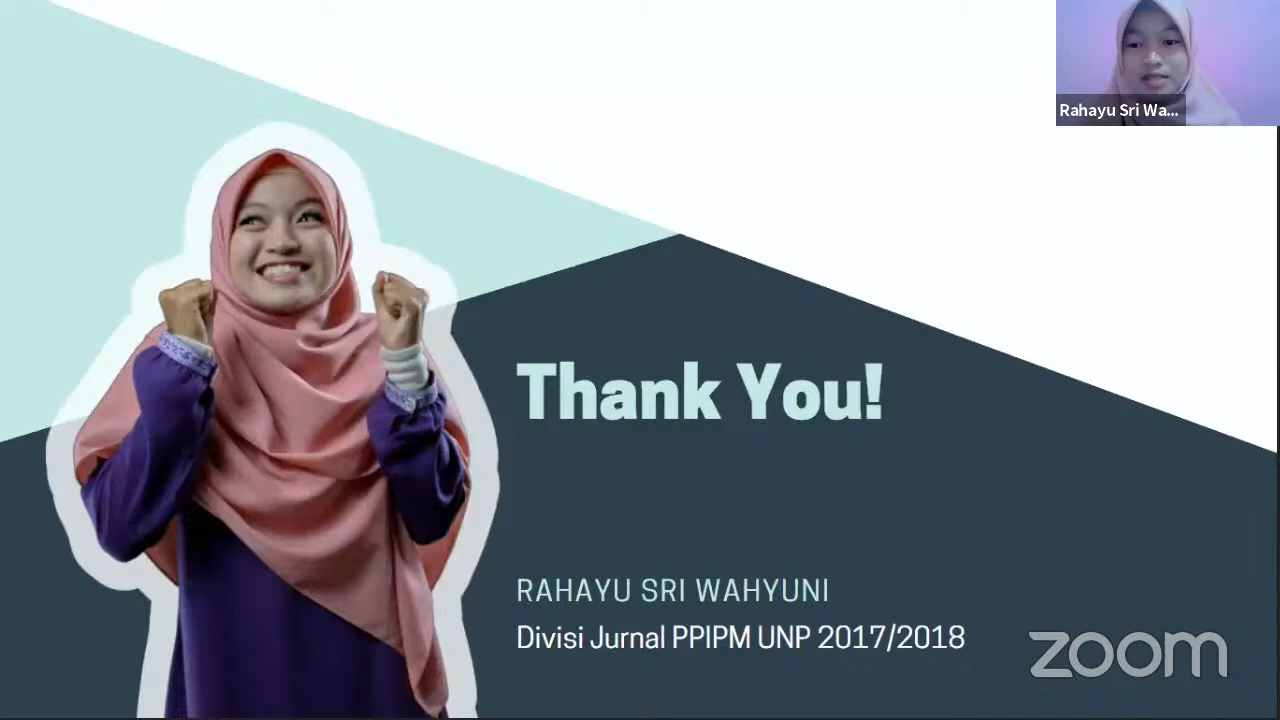 Rahayu Sri Wa...
Thank You!
RAHAYU SRI WAHYUNI
Divisi Jurnal PPIPM UNP 2017/2018
zoom